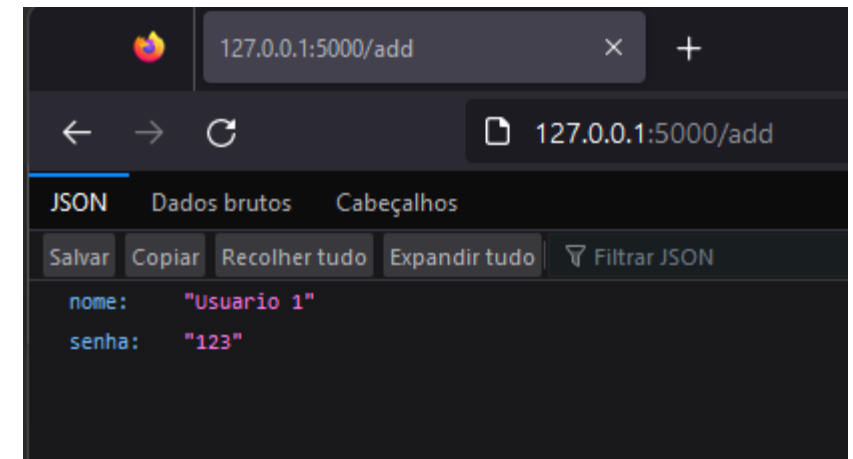 127.0.0.1:5000/add
127.0.0.1:5000/add
JSON Dados brutos Cabeçalhos
Salvar Copiar Recolher tudo Expandir tudo Filtrar JSON
nome: "Usuario 1"
senha: "123"